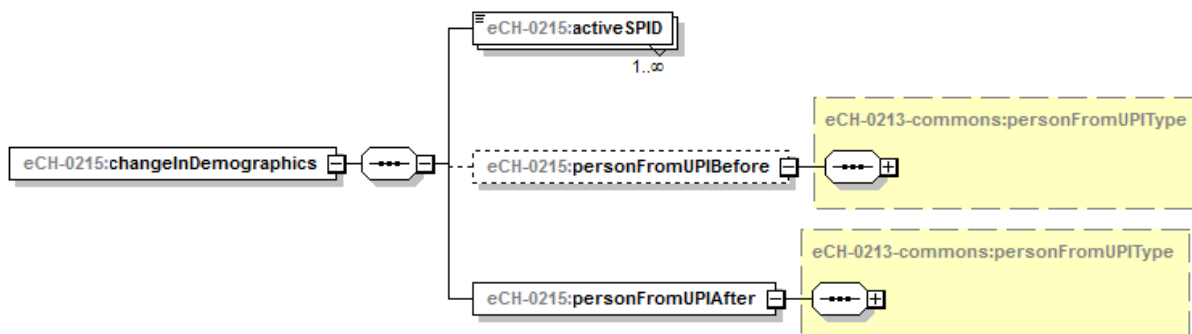 eCH-0215:activeSPID
1..∞
eCH-0213-commons:personFromUPIType
eCH-0215:changeInDemographics
eCH-0215:personFromUPIBefore
eCH-0213-commons:personFromUPIType
eCH-0215:personFromUPIAfter